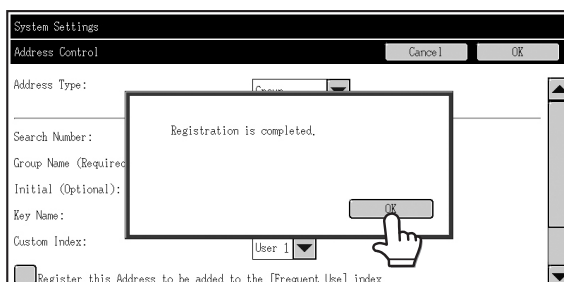 System Settings
Address Control
Cancel
OK
Address Type:
Group
Registration is completed.
Search Number:
Group Name (Required
Initial (Optional):
Key Name:
OK
Custom Index:
User 1
Register this Address to be added to the [Frequent Use] index